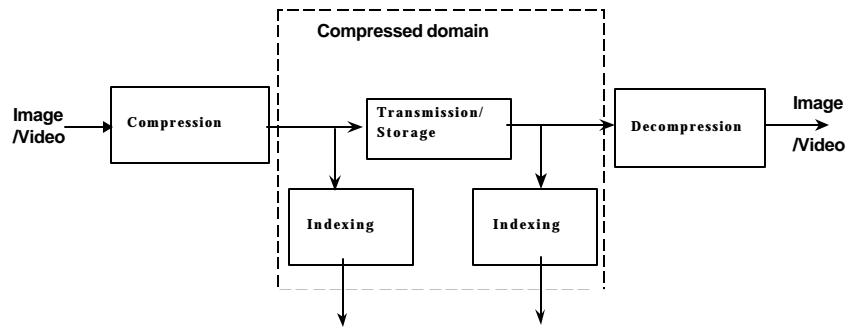 Compressed domain
Image
/Video
Compression
Transmission/
Storage
Decompression
Image
/Video
Indexing
Indexing